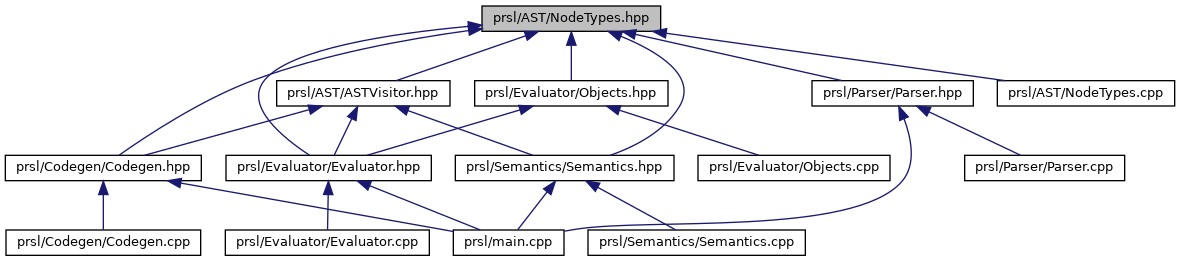 prsl/AST/NodeTypes.hpp
prsl/AST/ASTVisitor.hpp
prsl/Evaluator/Objects.hpp
prsl/Parser/Parser.hpp
prsl/AST/NodeTypes.cpp
prsl/Codegen/Codegen.hpp
prsl/Evaluator/Evaluator.hpp
prsl/Semantics/Semantics.hpp
prsl/Evaluator/Objects.cpp
prsl/Parser/Parser.cpp
prsl/Codegen/Codegen.cpp
prsl/Evaluator/Evaluator.cpp
prsl/main.cpp
prsl/Semantics/Semantics.cpp